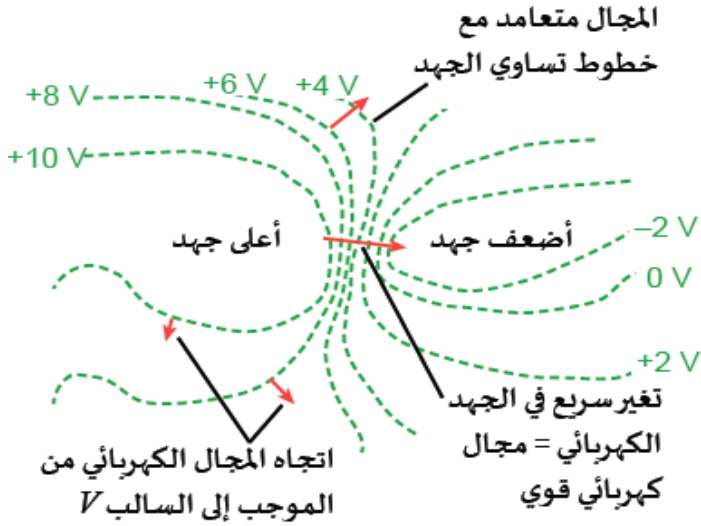 المجال متعامد مع
خطوط تساوي الجهد
+4 V
+6 V
+8 V
+10 V
أعلى جهد
أضعف جهد
–2 V
0 V
+2 V
تغير سريع في الجهد
الكهربائي = مجال
كهربائي قوي
اتجاه المجال الكهربائي من
الموجب إلى السالب V